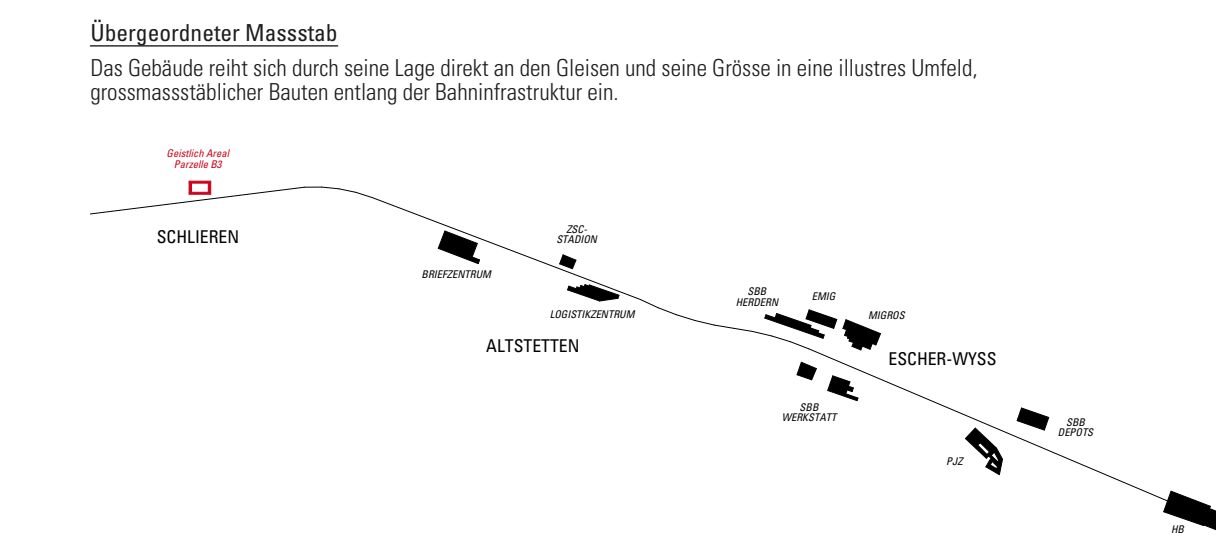 Übergeordneter Massstab
Das Gebäude reiht sich durch seine Lage direkt an den Gleisen und seine Grösse in eine illustres Umfeld,
grossmassstäblicher Bauten entlang der Bahninfrastruktur ein.
Geistlich Areal
Parzelle B3
SCHLIEREN
BRIEFZENTRUM
ZSC-
STADION
LOGISTIKZENTRUM
ALTSTETTEN
SBB
HERDERN
EMIG
MIGROS
ESCHER-WYSS
SBB
WERKSTATT
SBB
DEPOTS
PJZ
HB